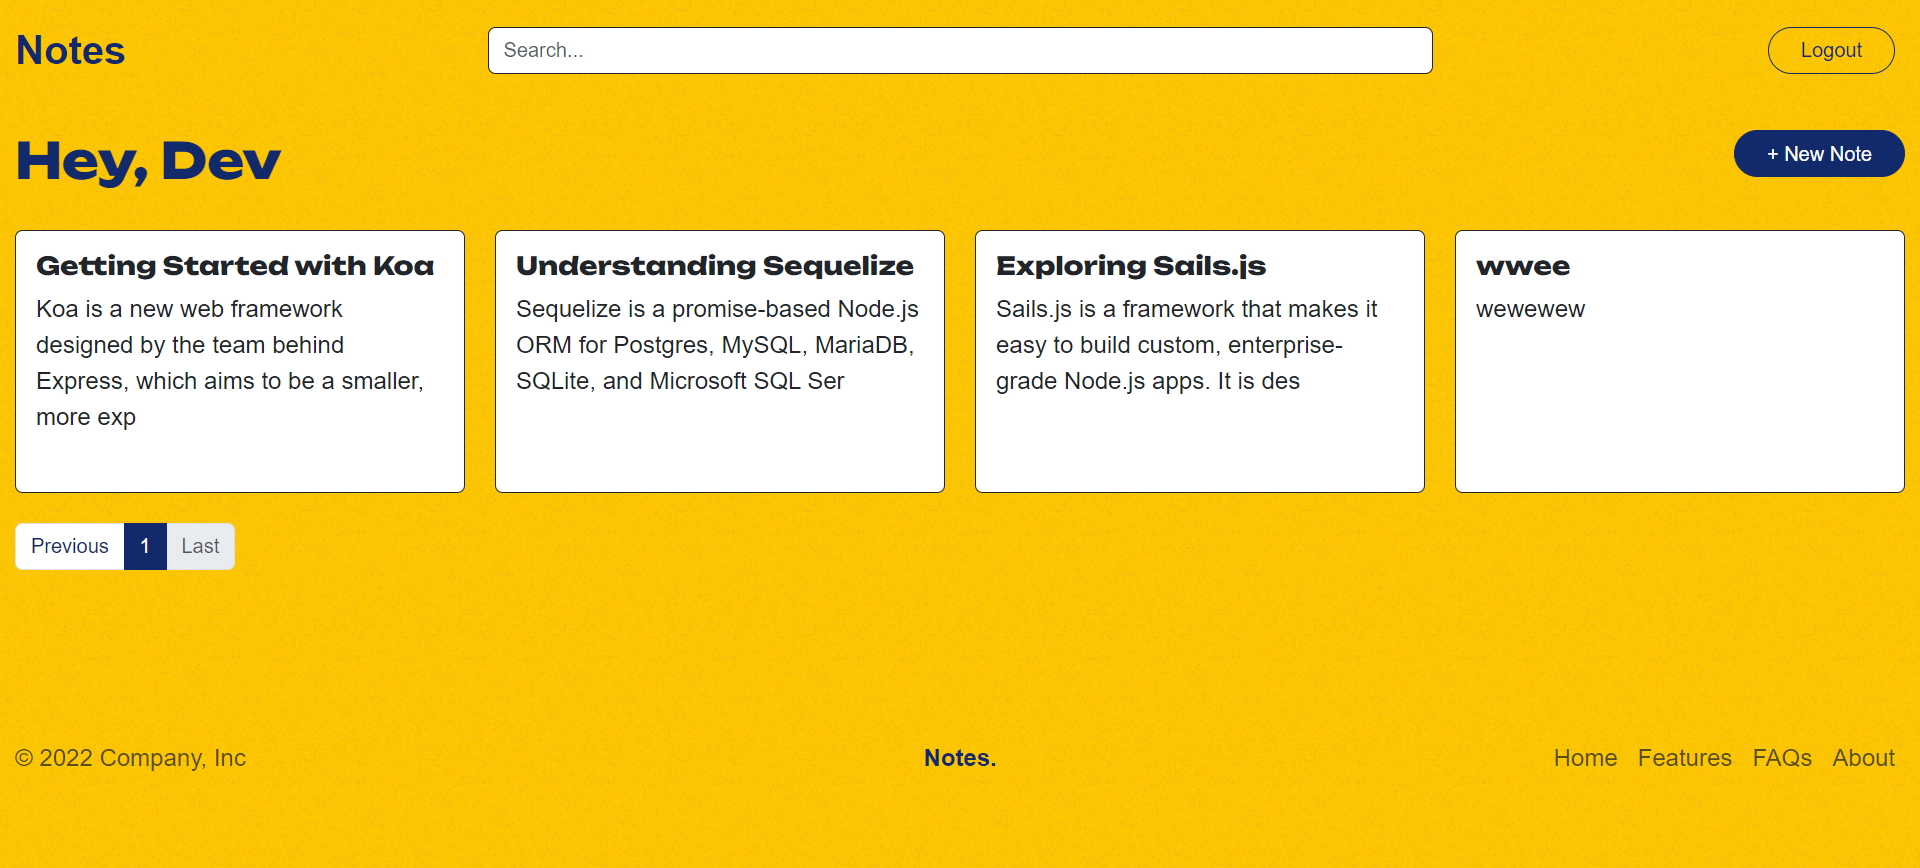 Notes
Search...
Logout
Hey, Dev
+ New Note
Getting Started with Koa
Koa is a new web framework
designed by the team behind
Express, which aims to be a smaller,
more exp
Understanding Sequelize
Sequelize is a promise-based Node.js
ORM for Postgres, MySQL, MariaDB,
SQLite, and Microsoft SQL Ser
Exploring Sails.js
Sails.js is a framework that makes it
easy to build custom, enterprise-
grade Node.js apps. It is des
wwee
wewewew
Previous 1 Last
© 2022 Company, Inc
Notes.
Home Features FAQs About